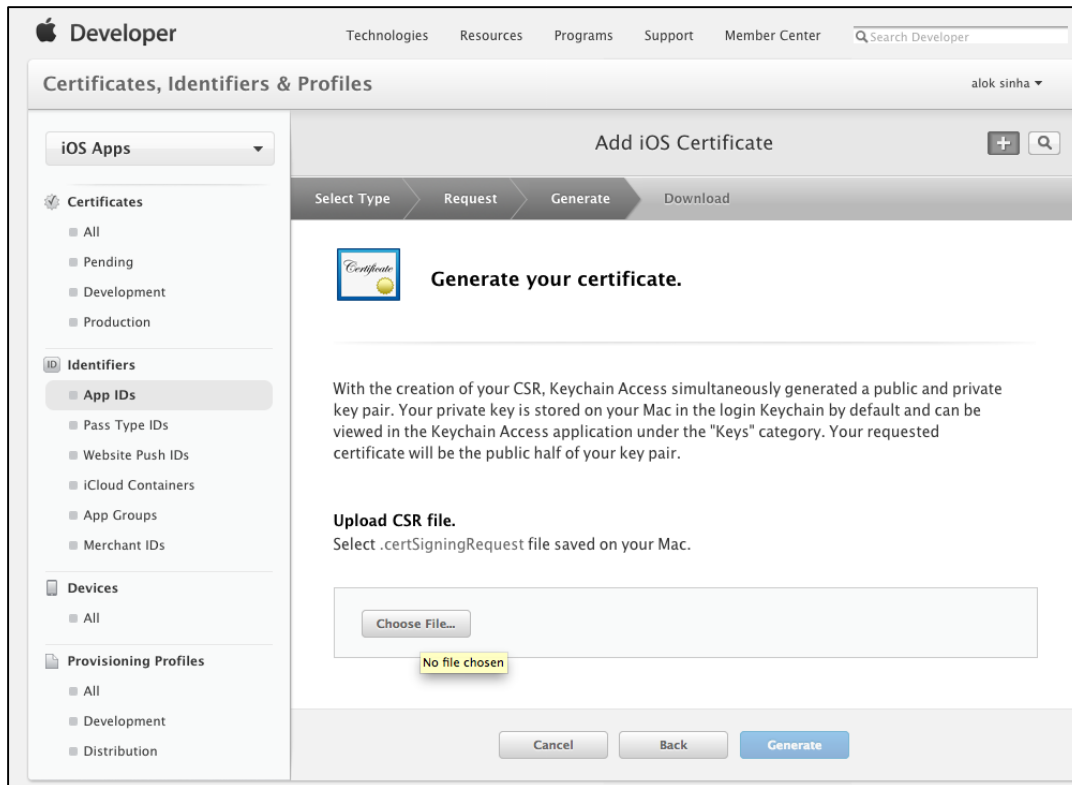 Developer
Technologies Resources Programs Support Member Center Search Developer
Certificates, Identifiers & Profiles
alok sinha
iOS Apps
Add iOS Certificate
Select Type Request Generate Download
Certificates
All
Pending
Development
Production
ID Identifiers
App IDs
Pass Type IDs
Website Push IDs
iCloud Containers
App Groups
Merchant IDs
Devices
All
Provisioning Profiles
All
Development
Distribution
Certificate
Generate your certificate.
With the creation of your CSR, Keychain Access simultaneously generated a public and private
key pair. Your private key is stored on your Mac in the login Keychain by default and can be
viewed in the Keychain Access application under the "Keys" category. Your requested
certificate will be the public half of your key pair.
Upload CSR file.
Select .certSigningRequest file saved on your Mac.
Choose File...
No file chosen
Cancel Back Generate